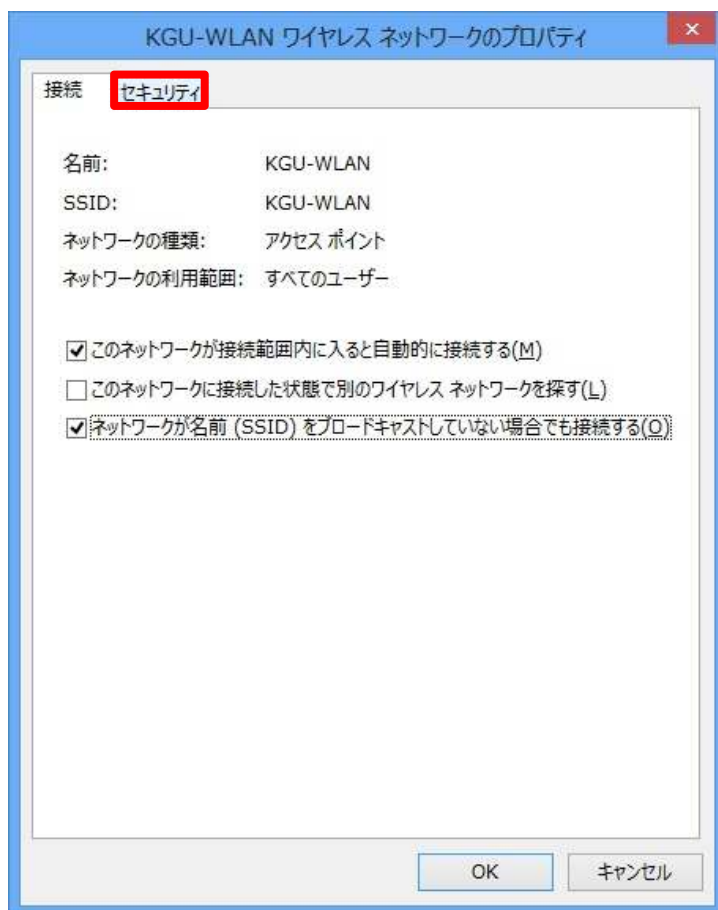 KGU-WLAN ワイヤレス ネットワークのプロパティ
×
接続 セキュリティ
名前: KGU-WLAN
SSID: KGU-WLAN
ネットワークの種類: アクセス ポイント
ネットワークの利用範囲: すべてのユーザー
このネットワークが接続範囲内に入ると自動的に接続する(M)
このネットワークに接続した状態で別のワイヤレス ネットワークを探す(L)
ネットワークが名前 (SSID) をブロードキャストしていない場合でも接続する(O)
OK キャンセル